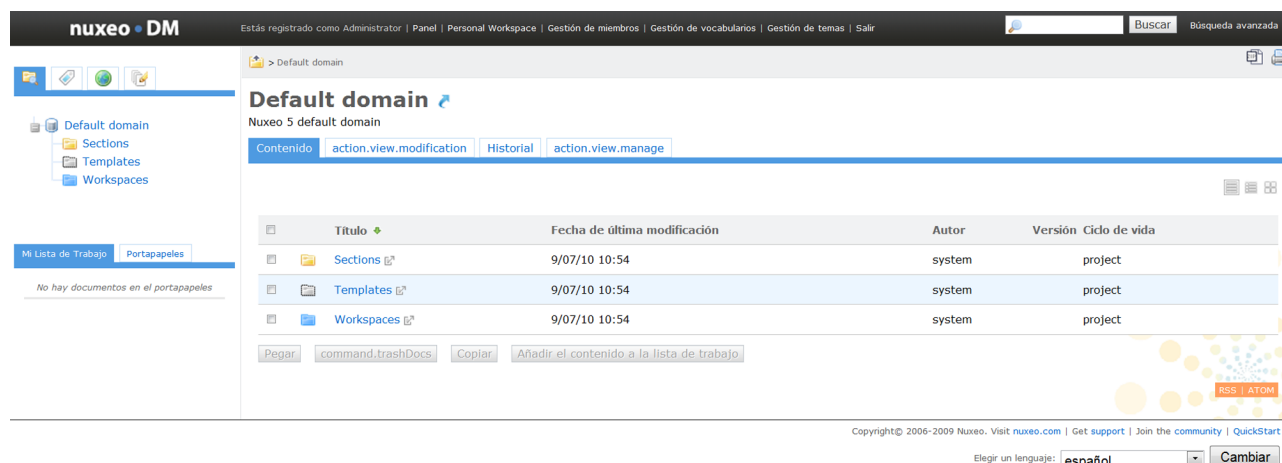 nuxeo DM
Estás registrado como Administrator | Panel | Personal Workspace | Gestión de miembros | Gestión de vocabularios | Gestión de temas | Salir
Buscar
Búsqueda avanzada
> Default domain
Default domain
Nuxeo 5 default domain
Default domain
Sections
Templates
Workspaces
Contenido action.view.modification Historial action.view.manage
Título Fecha de última modificación Autor Versión Ciclo de vida
Sections 9/07/10 10:54 system project
Templates 9/07/10 10:54 system project
Workspaces 9/07/10 10:54 system project
Mi Lista de Trabajo Portapapeles
No hay documentos en el portapapeles
Pegar command.trashDocs Copiar Añadir el contenido a la lista de trabajo
RSS | ATOM
Copyright© 2006-2009 Nuxeo. Visit nuxeo.com | Get support | Join the community | QuickStart
Elegir un lenguaje: español Cambiar